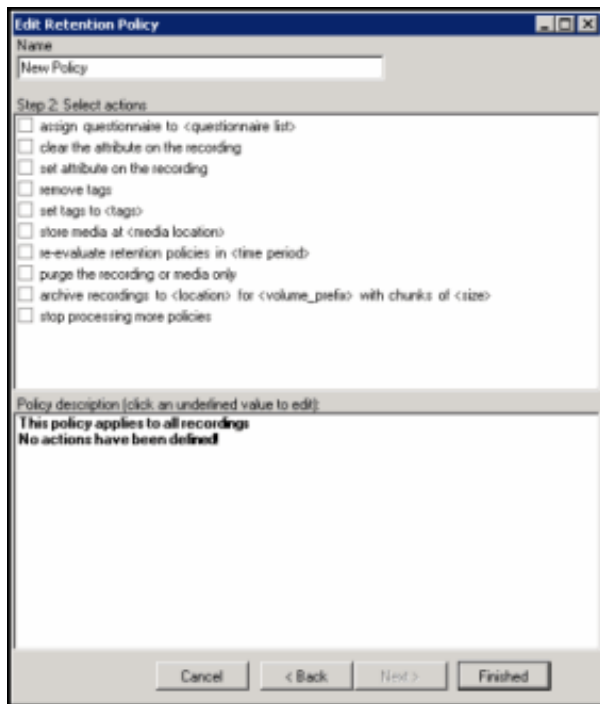 Edit Retention Policy
Name
New Policy
Step 2: Select actions
assign questionnaire to <questionnaire list>
clear the attribute on the recording
set attribute on the recording
remove tags
set tags to <tags>
store media at <media location>
re-evaluate retention policies in <time period>
purge the recording or media only
archive recordings to <location> for <volume_prefix> with chunks of <size>
stop processing more policies
Policy description (click an underlined value to edit):
This policy applies to all recordings
No actions have been defined!
Cancel < Back Next > Finished